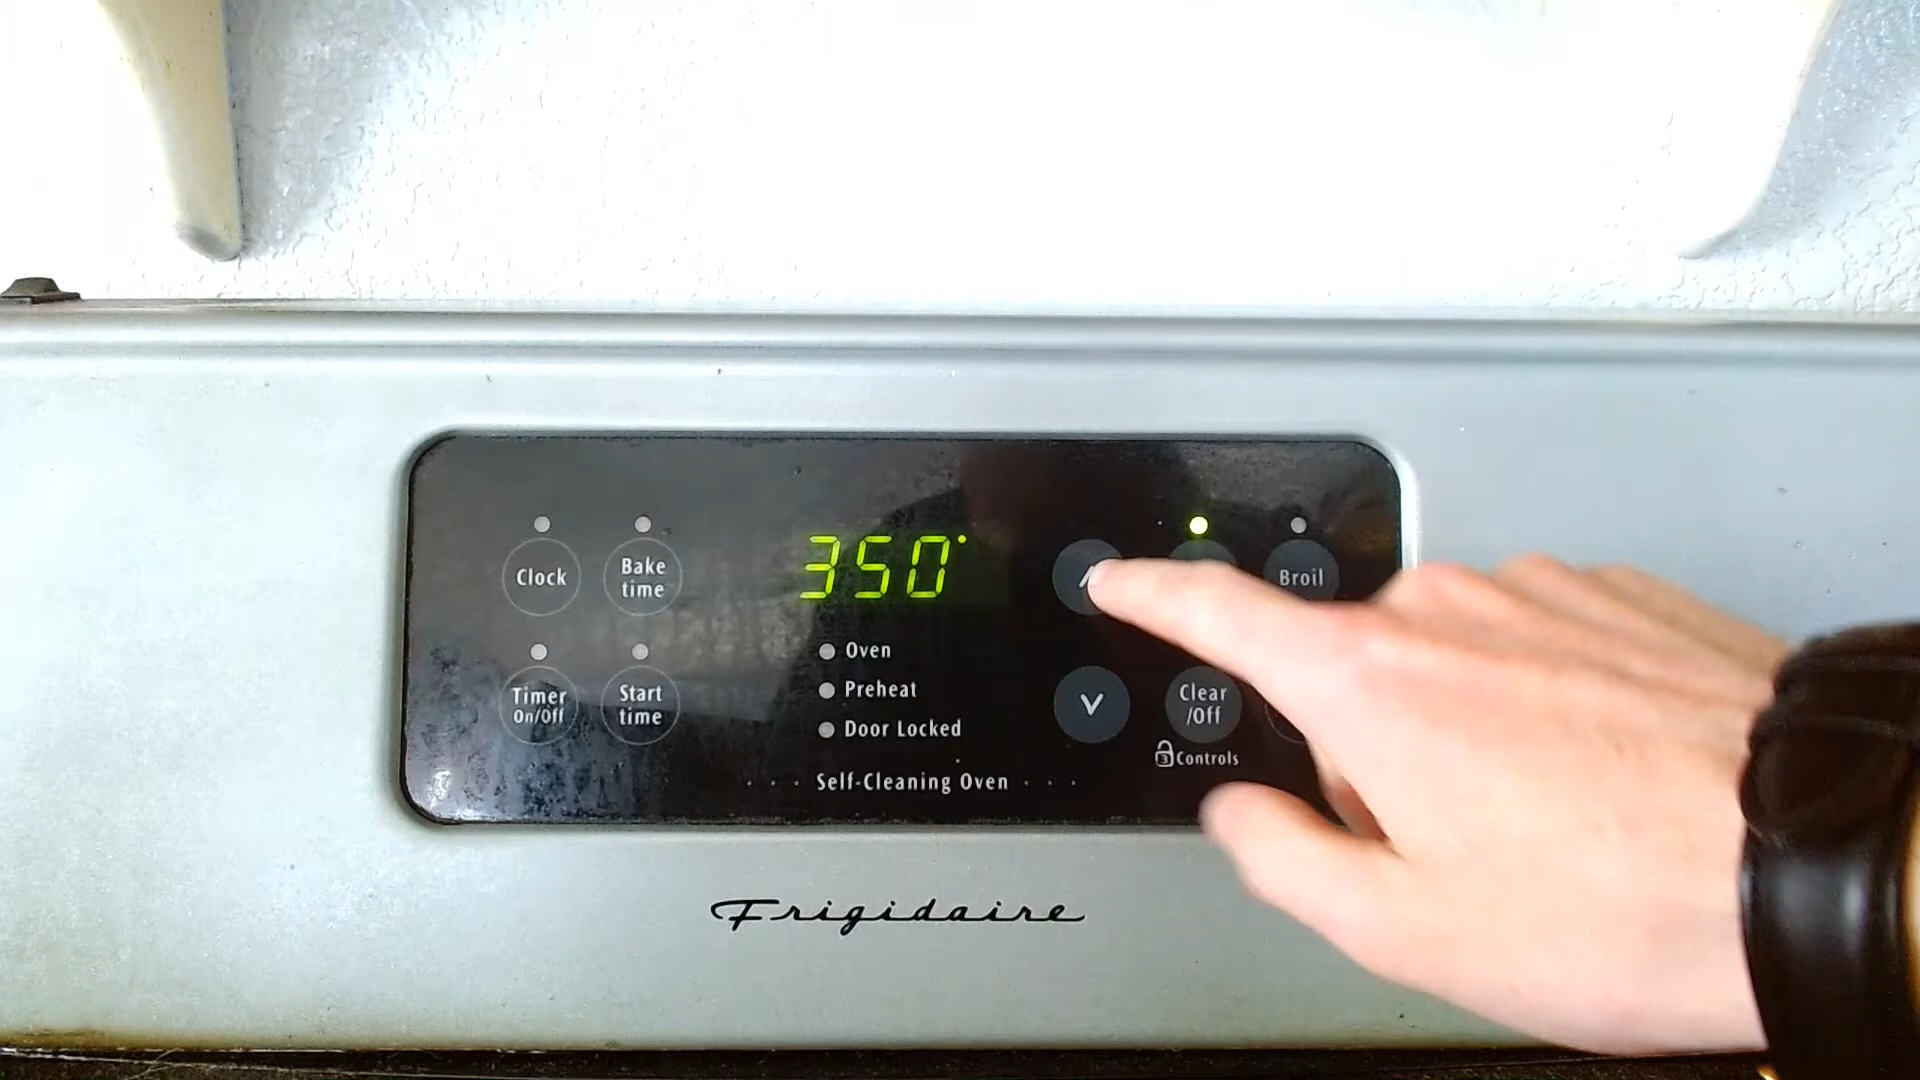 Clock
Bake
time
350°
Broil
Timer
On/Off
Start
time
Oven
Preheat
Door Locked
Clear
/Off
3 Controls
Self-Cleaning Oven
Frigidaire